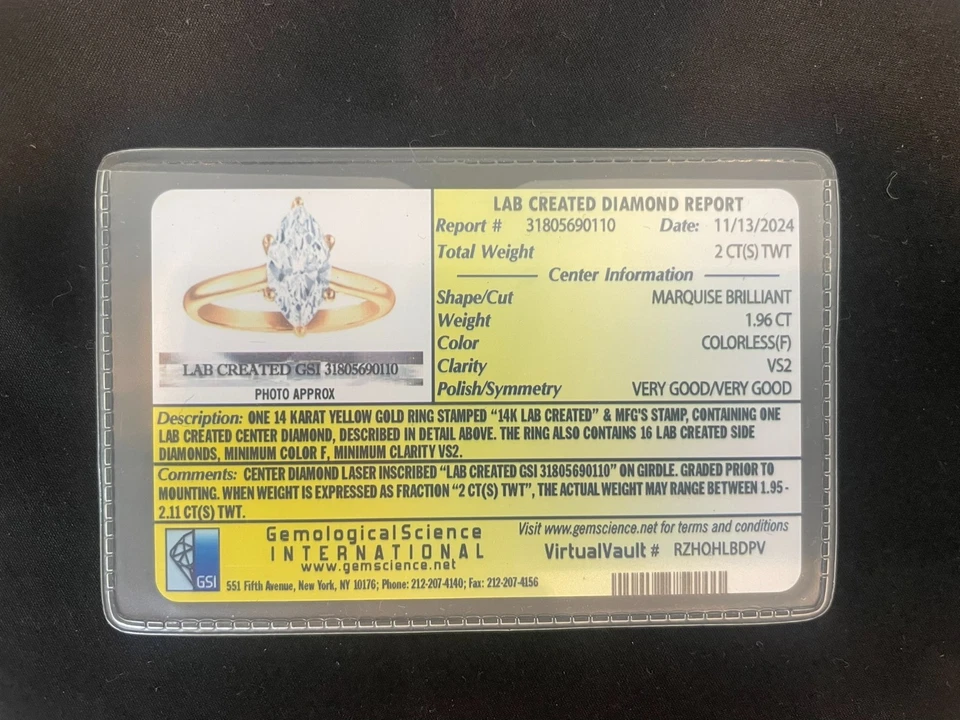 LAB CREATED DIAMOND REPORT
Report # 31805690110 Date: 11/13/2024
Total Weight 2 CT(S) TWT
Center Information
Shape/Cut MARQUISE BRILLIANT
Weight 1.96 CT
Color COLORLESS(F)
Clarity VS2
Polish/Symmetry VERY GOOD/VERY GOOD
LAB CREATED GSI 31805690110
PHOTO APPROX
Description: ONE 14 KARAT YELLOW GOLD RING STAMPED “14K LAB CREATED” & MFG'S STAMP, CONTAINING ONE
LAB CREATED CENTER DIAMOND, DESCRIBED IN DETAIL ABOVE. THE RING ALSO CONTAINS 16 LAB CREATED SIDE
DIAMONDS, MINIMUM COLOR F, MINIMUM CLARITY VS2.
Comments: CENTER DIAMOND LASER INSCRIBED “LAB CREATED GSI 31805690110” ON GIRDLE. GRADED PRIOR TO
MOUNTING. WHEN WEIGHT IS EXPRESSED AS FRACTION “2 CT(S) TWT”, THE ACTUAL WEIGHT MAY RANGE BETWEEN 1.95 -
2.11 CT(S) TWT.
GSI
Gemological Science
INTERNATIONAL
www.gemscience.net
551 Fifth Avenue, New York, NY 10176; Phone: 212-207-4140; Fax: 212-207-4156
Visit www.gemscience.net for terms and conditions
VirtualVault # RZHQHLBDPV